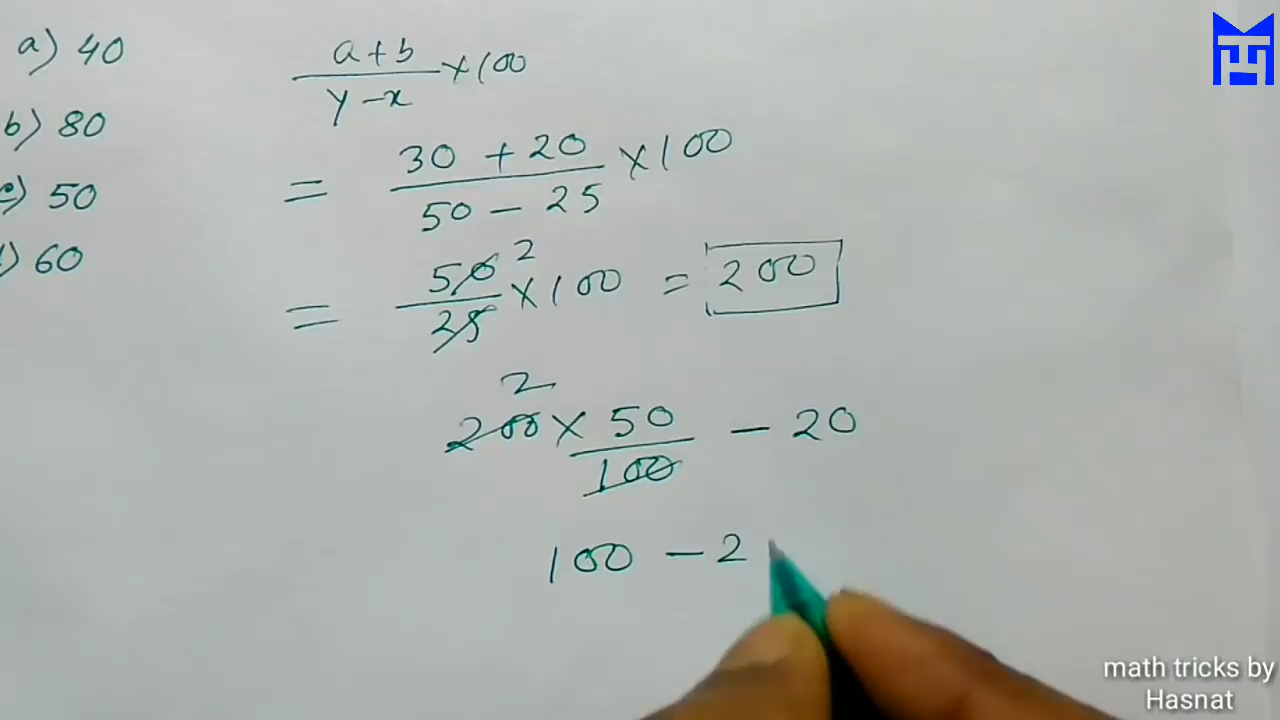 a) 40
b) 80
c) 50
d) 60
a+b
y-x
×100
= 30 + 20
50 - 25
×100
= 50 2
25
×100 = 200
2
200 × 50 - 20
100
100 - 2
math tricks by
Hasnat